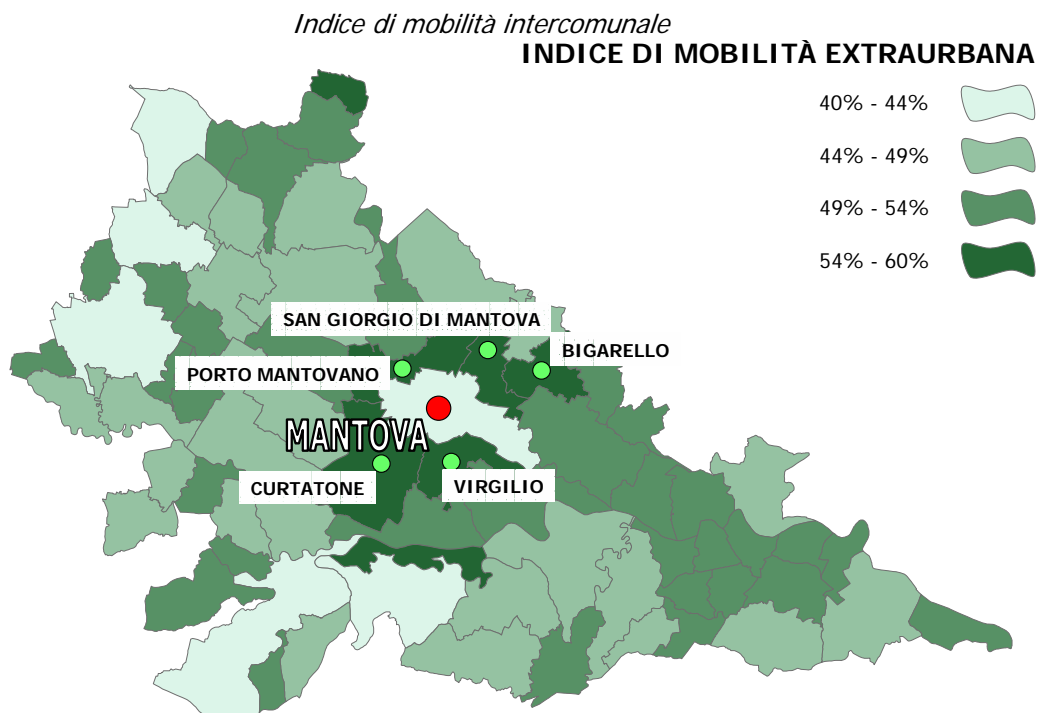 Indice di mobilità intercomunale
INDICE DI MOBILITÀ EXTRAURBANA
40% - 44%
44% - 49%
49% - 54%
54% - 60%
SAN GIORGIO DI MANTOVA
BIGARELLO
PORTO MANTOVANO
MANTOVA
CURTATONE
VIRGILIO